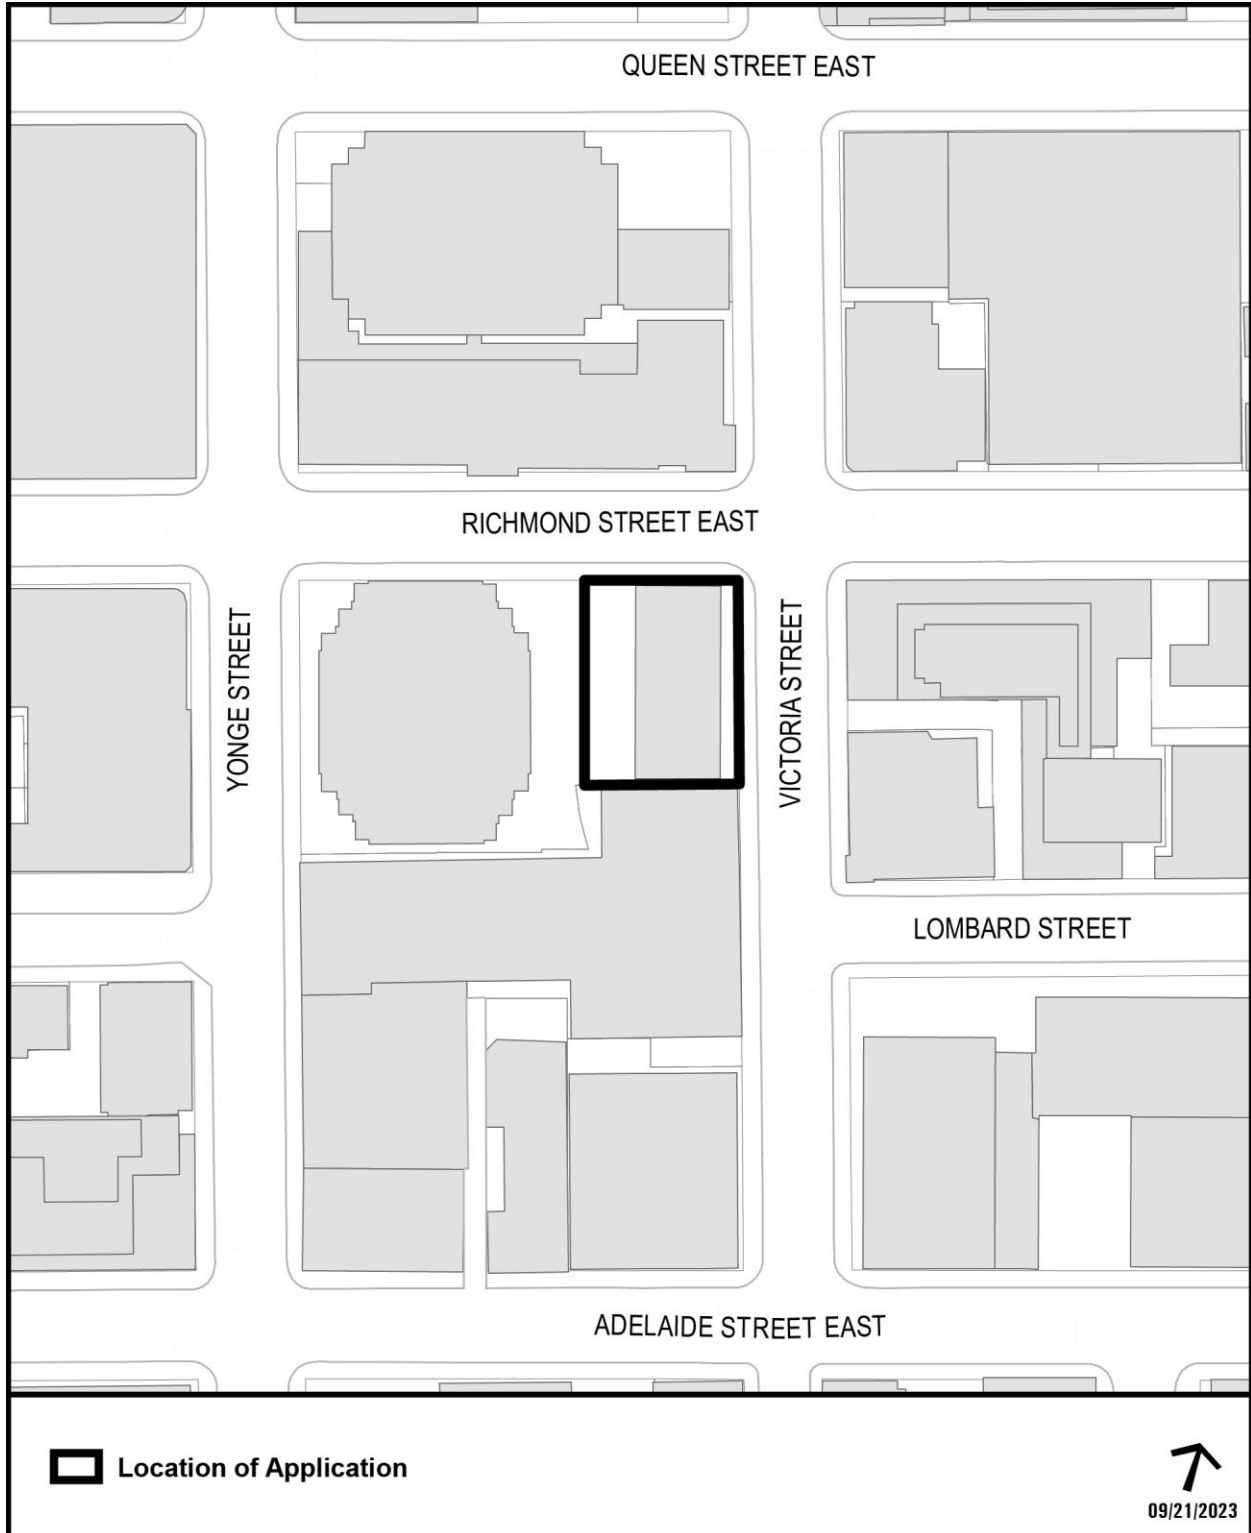 QUEEN STREET EAST
RICHMOND STREET EAST
YONGE STREET
VICTORIA STREET
LOMBARD STREET
ADELAIDE STREET EAST
Location of Application
09/21/2023